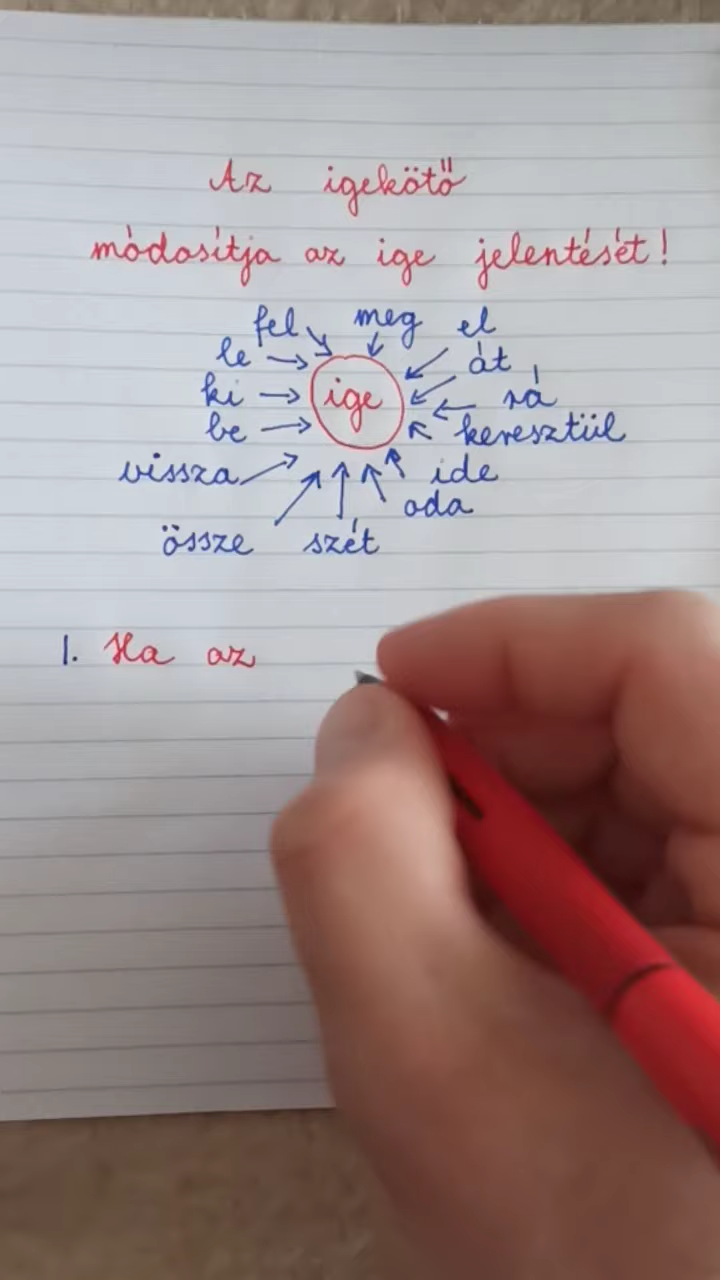 Az igekötő
módosítja az ige jelentését!
fel meg el
le át
ki ige rá
be keresztül
vissza ide
oda
össze szét
1. Ha az